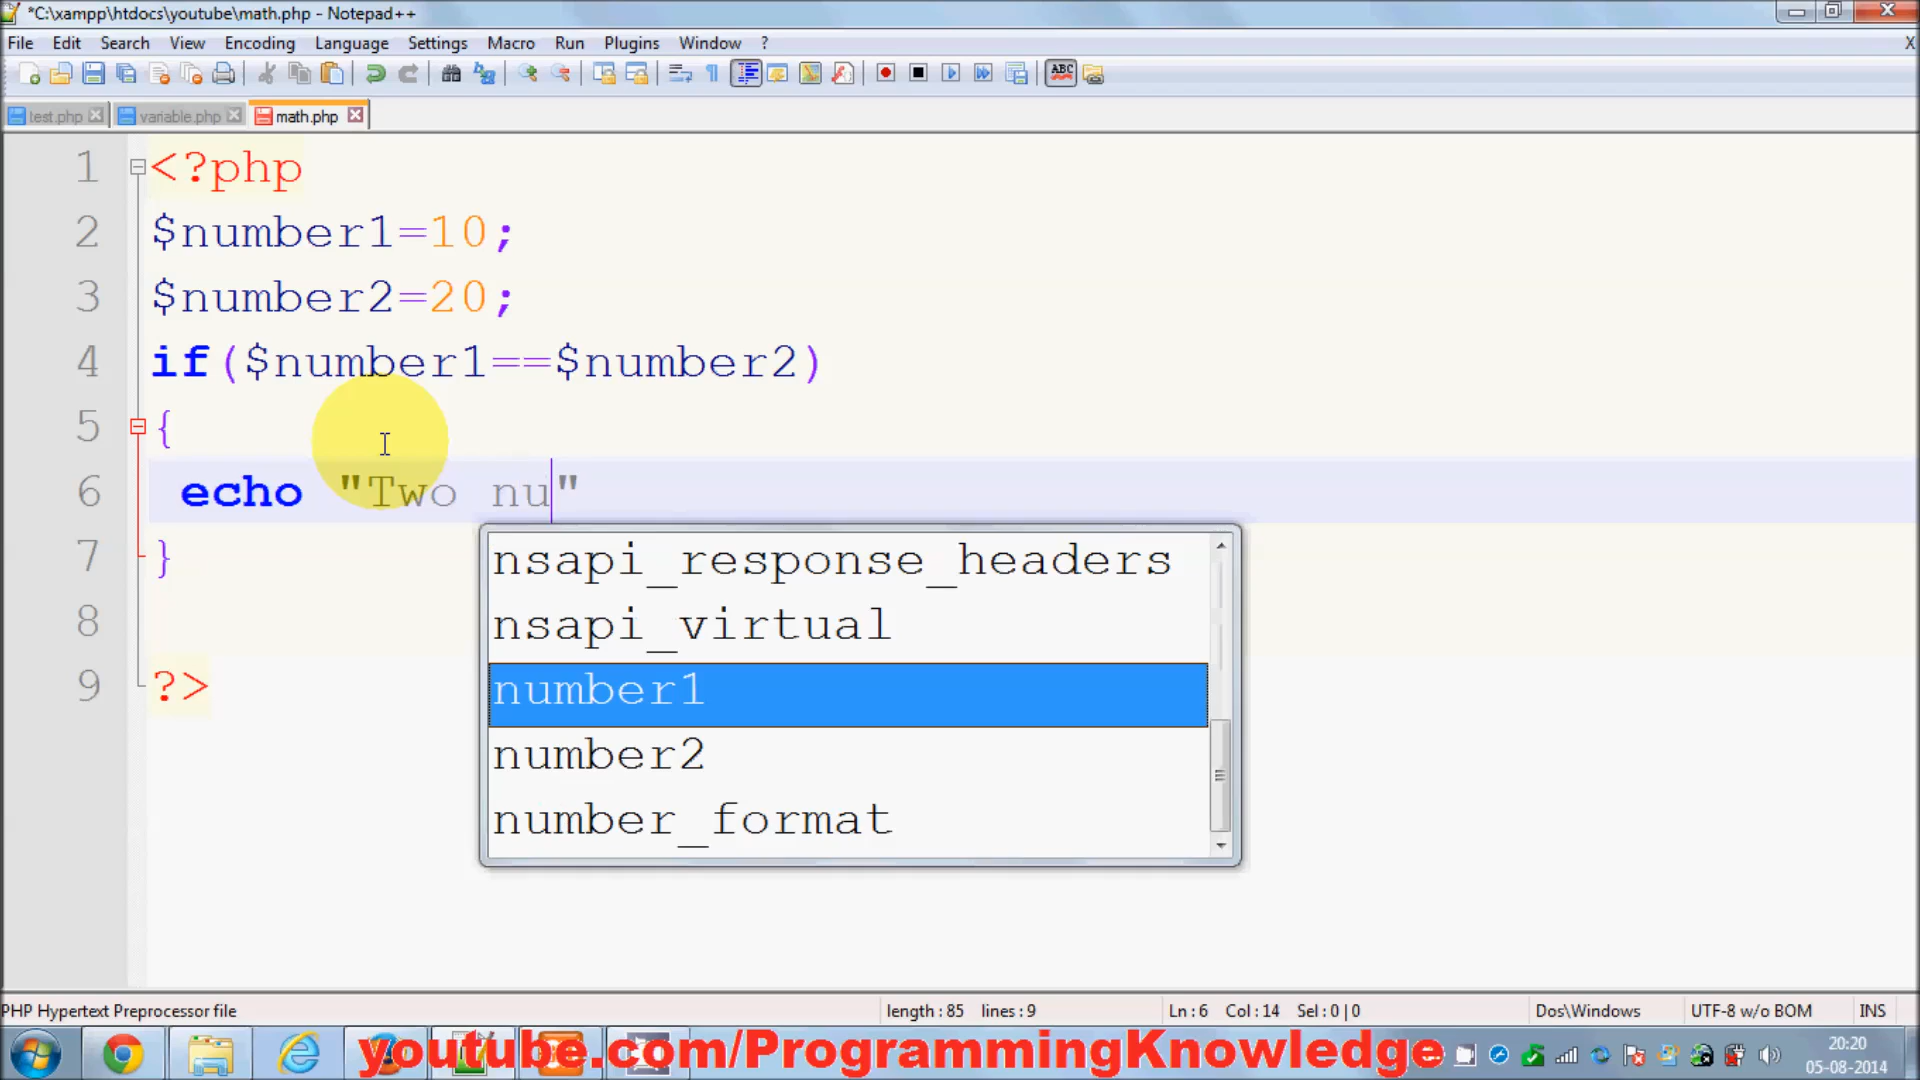 *C:\xampp\htdocs\youtube\math.php - Notepad++
File Edit Search View Encoding Language Settings Macro Run Plugins Window ? X
ABC
test.php variable.php math.php
1 <?php
2 $number1=10;
3 $number2=20;
4 if($number1==$number2)
5 {
6 echo "Two nu"
7 }
8
9 ?>
nsapi_response_headers
nsapi_virtual
number1
number2
number_format
PHP Hypertext Preprocessor file length : 85 lines : 9 Ln : 6 Col : 14 Sel : 0 | 0 Dos\Windows UTF-8 w/o BOM INS
youtube.com/ProgrammingKnowledge
20:20
05-08-2014